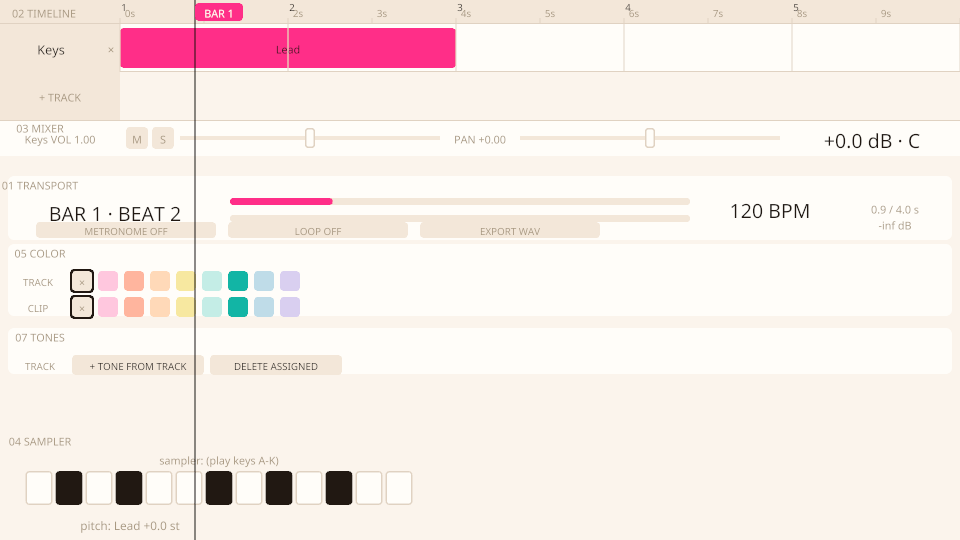 02 TIMELINE
1 BAR 1 2 3 4 5
0s 2s 3s 5s 6s 8s 9s
Keys × Lead
+ TRACK
03 MIXER
Keys VOL 1.00 M S PAN +0.00 +0.0 dB · C
01 TRANSPORT
BAR 1 · BEAT 2 120 BPM 0.9 / 4.0 s
-inf dB
METRONOME OFF LOOP OFF EXPORT WAV
05 COLOR
TRACK ×
CLIP ×
07 TONES
TRACK + TONE FROM TRACK DELETE ASSIGNED
04 SAMPLER
sampler: (play keys A-K)
pitch: Lead +0.0 st